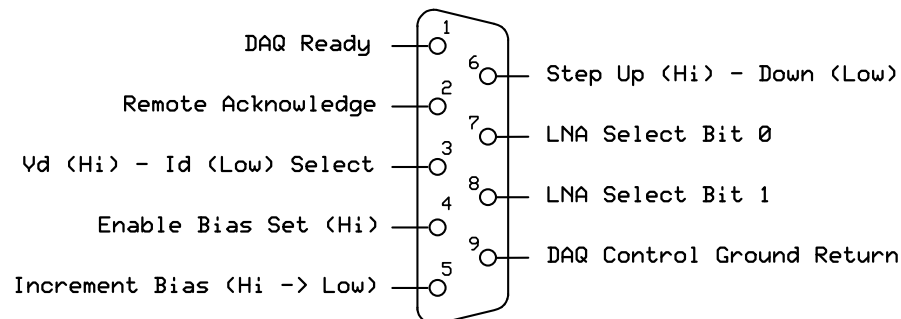 DAQ Ready 1
6 Step Up (Hi) - Down (Low)
Remote Acknowledge 2
7 LNA Select Bit 0
Vd (Hi) - Id (Low) Select 3
8 LNA Select Bit 1
Enable Bias Set (Hi) 4
9 DAQ Control Ground Return
Increment Bias (Hi -> Low) 5